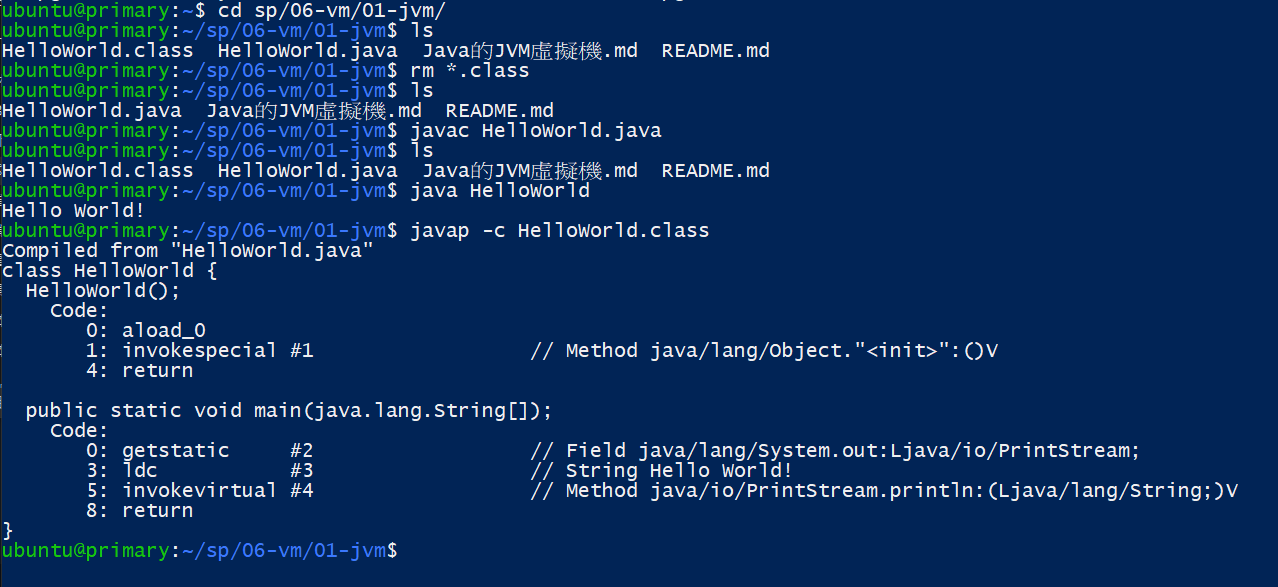 ubuntu@primary:~$ cd sp/06-vm/01-jvm/
ubuntu@primary:~/sp/06-vm/01-jvm$ ls
HelloWorld.class  HelloWorld.java  Java的JVM虛擬機.md  README.md
ubuntu@primary:~/sp/06-vm/01-jvm$ rm *.class
ubuntu@primary:~/sp/06-vm/01-jvm$ ls
HelloWorld.java  Java的JVM虛擬機.md  README.md
ubuntu@primary:~/sp/06-vm/01-jvm$ javac HelloWorld.java
ubuntu@primary:~/sp/06-vm/01-jvm$ ls
HelloWorld.class  HelloWorld.java  Java的JVM虛擬機.md  README.md
ubuntu@primary:~/sp/06-vm/01-jvm$ java HelloWorld
Hello World!
ubuntu@primary:~/sp/06-vm/01-jvm$ javap -c HelloWorld.class
Compiled from "HelloWorld.java"
class HelloWorld {
  HelloWorld();
    Code:
       0: aload_0
       1: invokespecial #1                  // Method java/lang/Object."<init>":()V
       4: return

  public static void main(java.lang.String[]);
    Code:
       0: getstatic     #2                  // Field java/lang/System.out:Ljava/io/PrintStream;
       3: ldc           #3                  // String Hello World!
       5: invokevirtual #4                  // Method java/io/PrintStream.println:(Ljava/lang/String;)V
       8: return
}
ubuntu@primary:~/sp/06-vm/01-jvm$